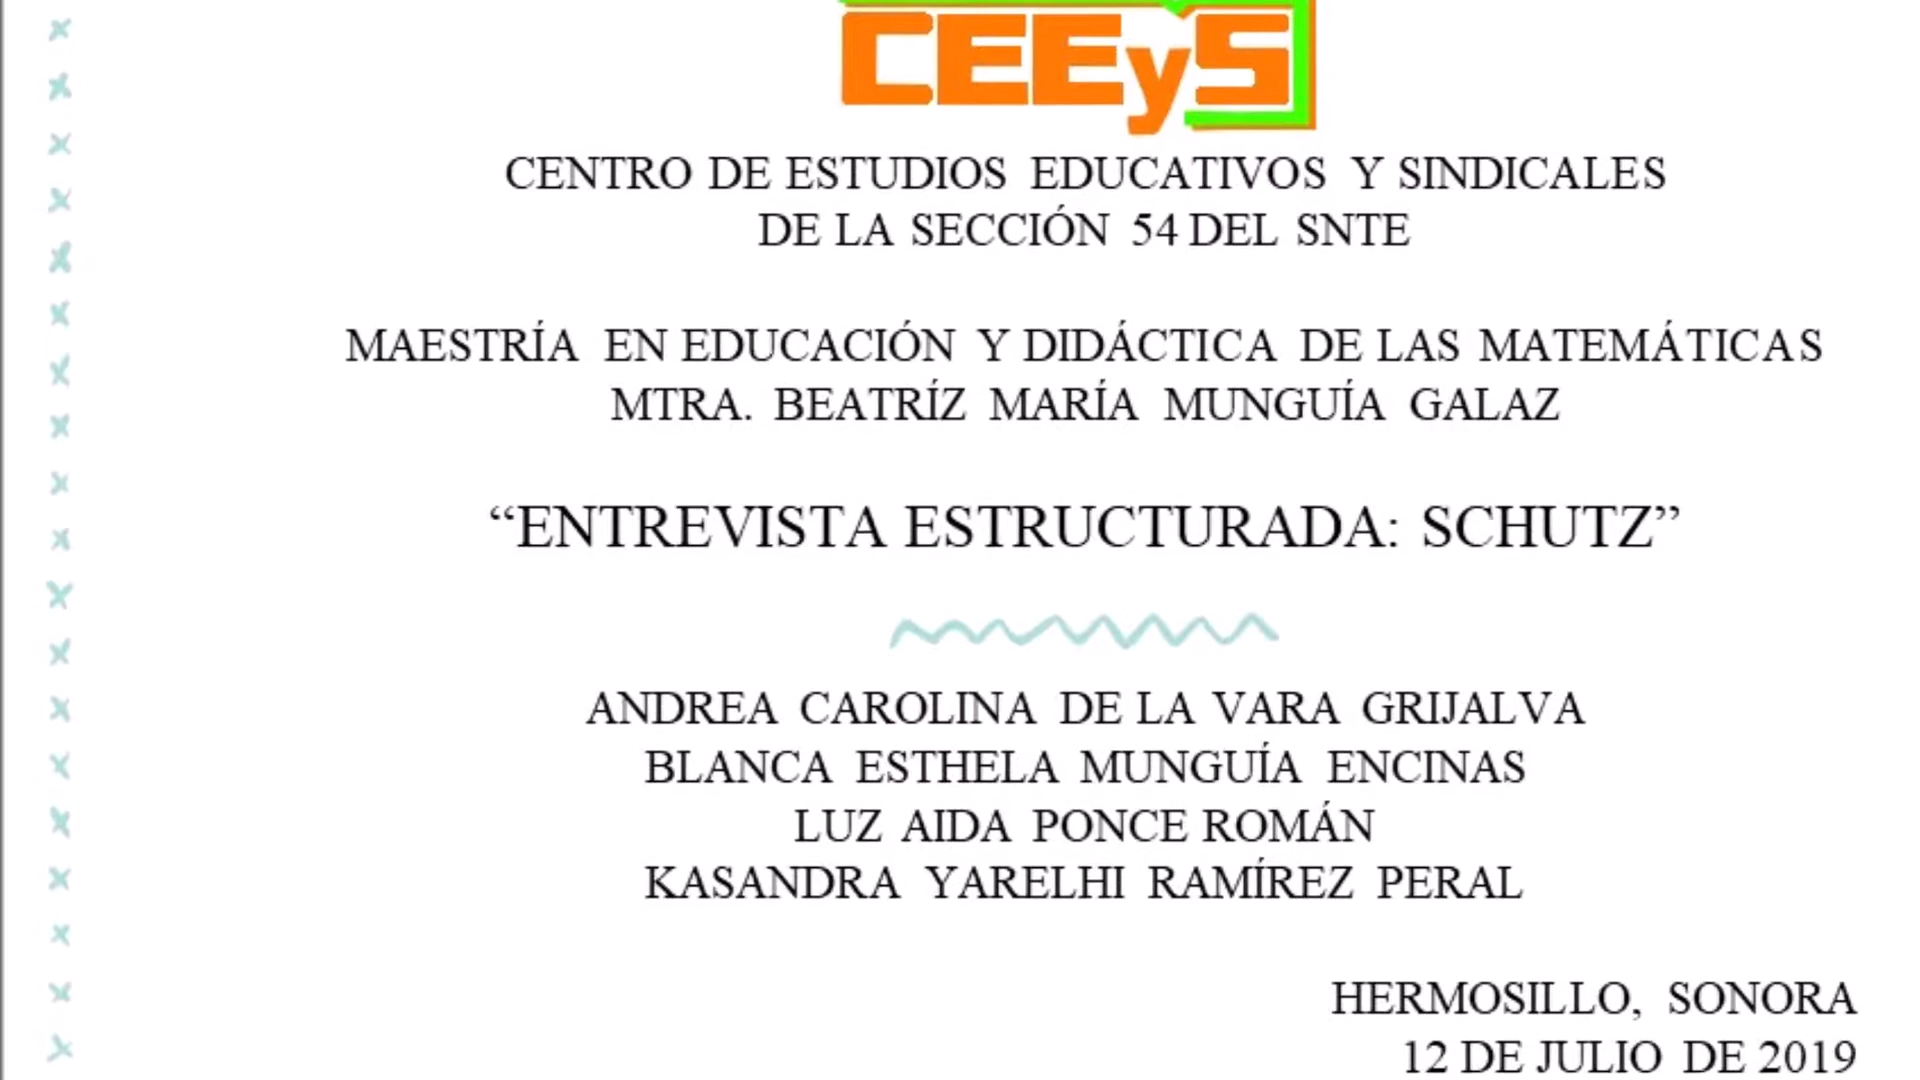 CEEyS
CENTRO DE ESTUDIOS EDUCATIVOS Y SINDICALES
DE LA SECCIÓN 54 DEL SNTE
MAESTRÍA EN EDUCACIÓN Y DIDÁCTICA DE LAS MATEMÁTICAS
MTRA. BEATRÍZ MARÍA MUNGUÍA GALAZ
“ENTREVISTA ESTRUCTURADA: SCHUTZ”
ANDREA CAROLINA DE LA VARA GRIJALVA
BLANCA ESTHELA MUNGUÍA ENCINAS
LUZ AIDA PONCE ROMÁN
KASANDRA YARELHI RAMÍREZ PERAL
HERMOSILLO, SONORA
12 DE JULIO DE 2019